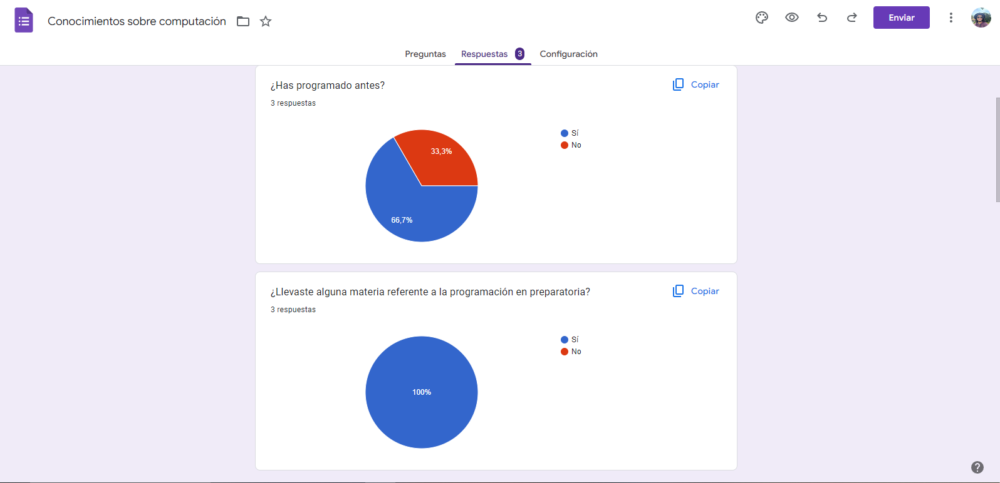 Conocimientos sobre computación
Enviar
Preguntas Respuestas 3 Configuración
¿Has programado antes?
Copiar
3 respuestas
Sí
No
33,3%
66,7%
¿Llevaste alguna materia referente a la programación en preparatoria?
Copiar
3 respuestas
Sí
No
100%